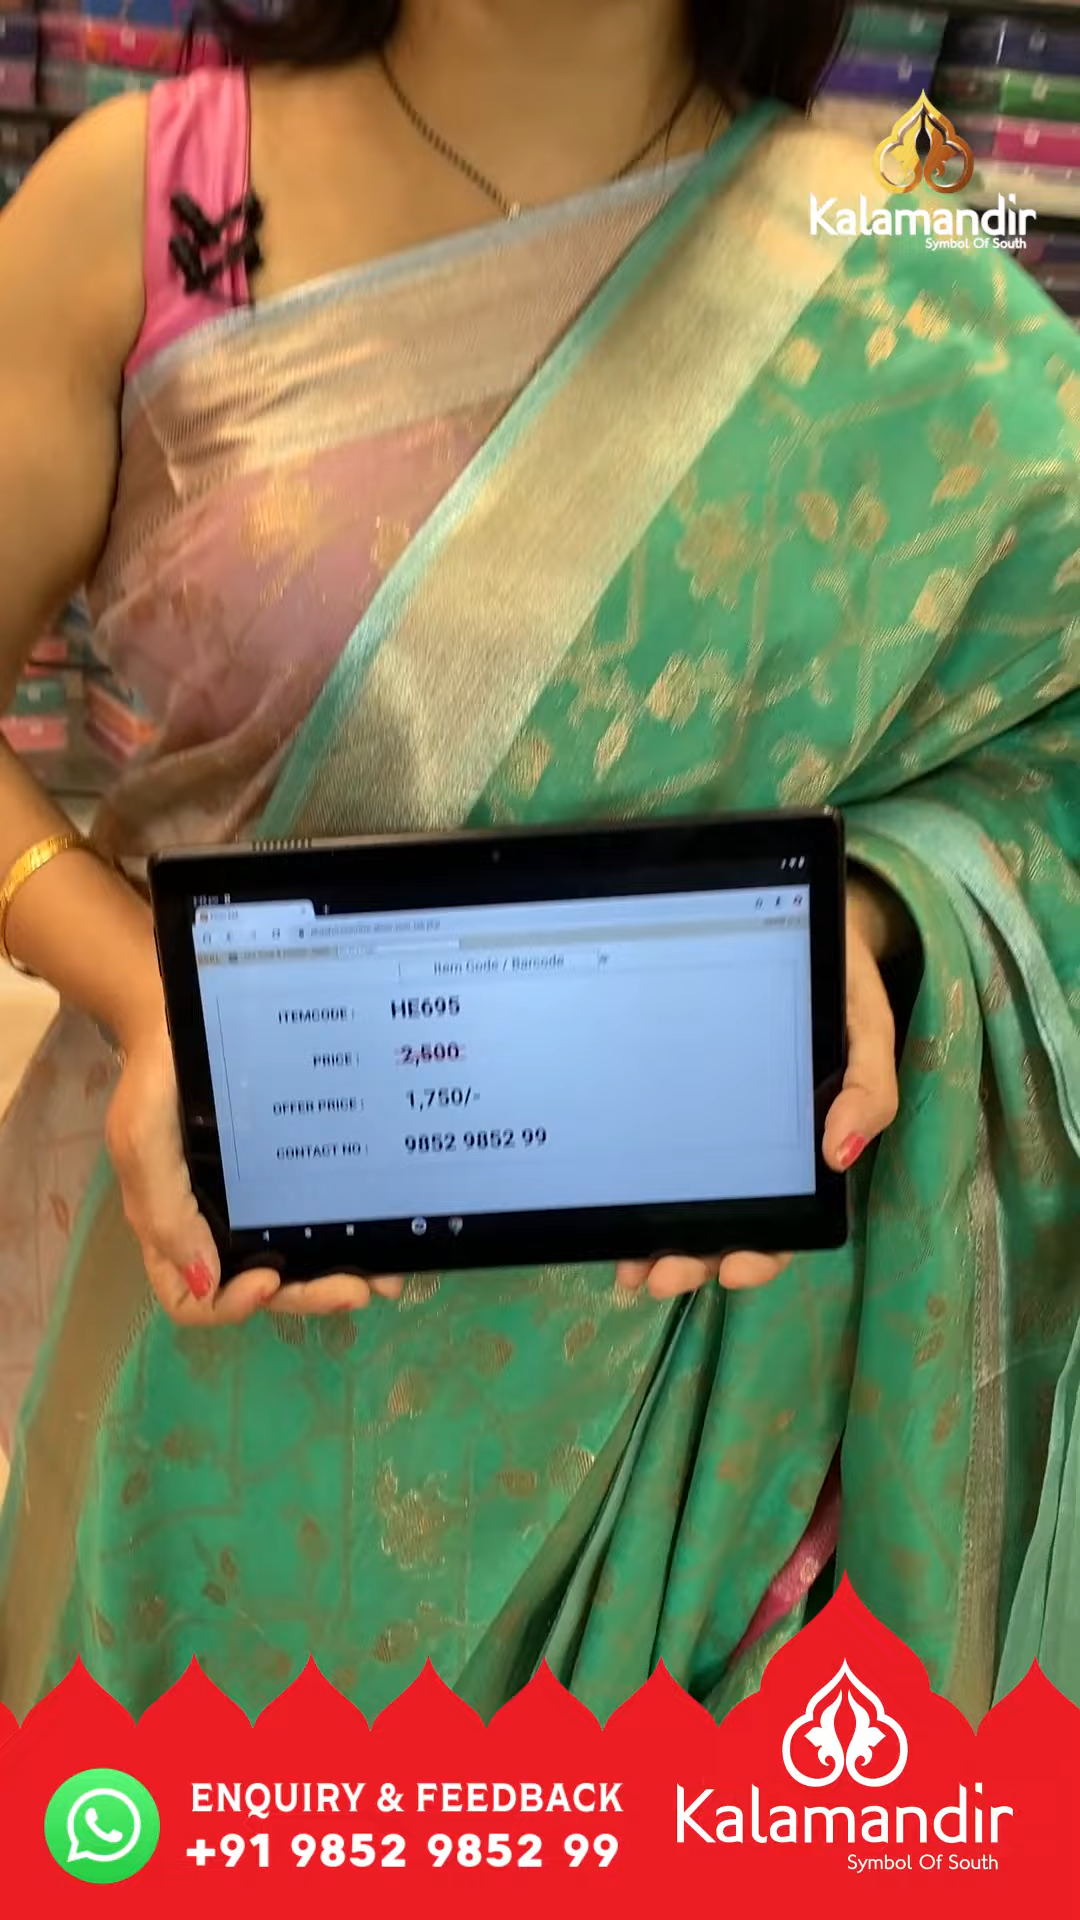 Kalamandir
Symbol Of South
Item Code / Barcode
ITEMCODE : HE695
PRICE : 2,500
OFFER PRICE : 1,750/-
CONTACT NO : 9852 9852 99
ENQUIRY & FEEDBACK
+91 9852 9852 99
Kalamandir
Symbol Of South